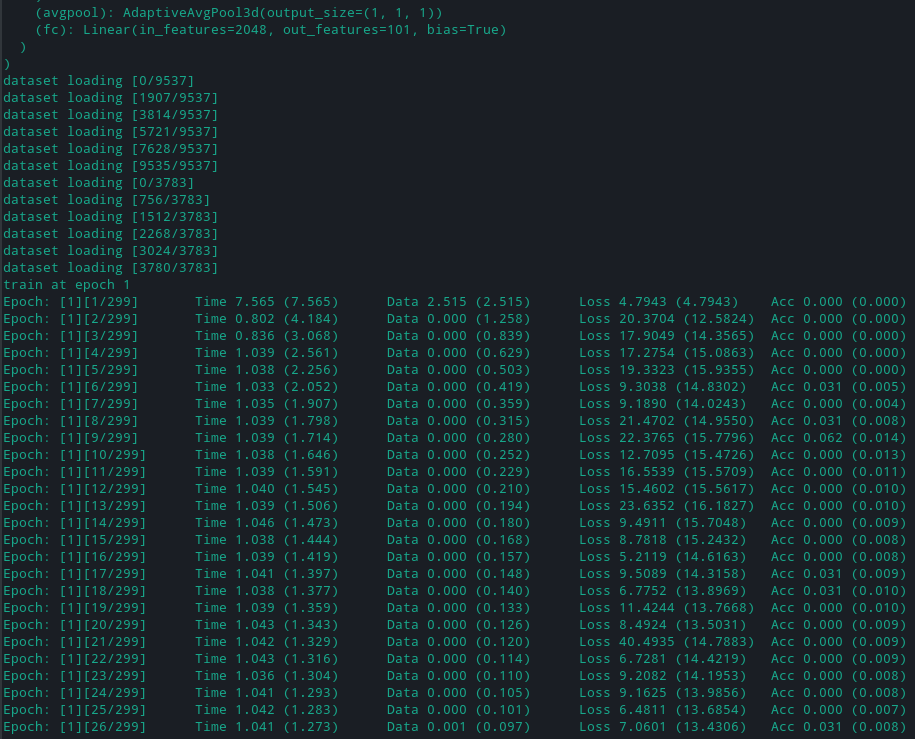 (avgpool): AdaptiveAvgPool3d(output_size=(1, 1, 1))
(fc): Linear(in_features=2048, out_features=101, bias=True)
)
)
dataset loading [0/9537]
dataset loading [1907/9537]
dataset loading [3814/9537]
dataset loading [5721/9537]
dataset loading [7628/9537]
dataset loading [9535/9537]
dataset loading [0/3783]
dataset loading [756/3783]
dataset loading [1512/3783]
dataset loading [2268/3783]
dataset loading [3024/3783]
dataset loading [3780/3783]
train at epoch 1
Epoch: [1][1/299] Time 7.565 (7.565) Data 2.515 (2.515) Loss 4.7943 (4.7943) Acc 0.000 (0.000)
Epoch: [1][2/299] Time 0.802 (4.184) Data 0.000 (1.258) Loss 20.3704 (12.5824) Acc 0.000 (0.000)
Epoch: [1][3/299] Time 0.836 (3.068) Data 0.000 (0.839) Loss 17.9049 (14.3565) Acc 0.000 (0.000)
Epoch: [1][4/299] Time 1.039 (2.561) Data 0.000 (0.629) Loss 17.2754 (15.0863) Acc 0.000 (0.000)
Epoch: [1][5/299] Time 1.038 (2.256) Data 0.000 (0.503) Loss 19.3323 (15.9355) Acc 0.000 (0.000)
Epoch: [1][6/299] Time 1.033 (2.052) Data 0.000 (0.419) Loss 9.3038 (14.8302) Acc 0.031 (0.005)
Epoch: [1][7/299] Time 1.035 (1.907) Data 0.000 (0.359) Loss 9.1890 (14.0243) Acc 0.000 (0.004)
Epoch: [1][8/299] Time 1.039 (1.798) Data 0.000 (0.315) Loss 21.4702 (14.9550) Acc 0.031 (0.008)
Epoch: [1][9/299] Time 1.039 (1.714) Data 0.000 (0.280) Loss 22.3765 (15.7796) Acc 0.062 (0.014)
Epoch: [1][10/299] Time 1.038 (1.646) Data 0.000 (0.252) Loss 12.7095 (15.4726) Acc 0.000 (0.013)
Epoch: [1][11/299] Time 1.039 (1.591) Data 0.000 (0.229) Loss 16.5539 (15.5709) Acc 0.000 (0.011)
Epoch: [1][12/299] Time 1.040 (1.545) Data 0.000 (0.210) Loss 15.4602 (15.5617) Acc 0.000 (0.010)
Epoch: [1][13/299] Time 1.039 (1.506) Data 0.000 (0.194) Loss 23.6352 (16.1827) Acc 0.000 (0.010)
Epoch: [1][14/299] Time 1.046 (1.473) Data 0.000 (0.180) Loss 9.4911 (15.7048) Acc 0.000 (0.009)
Epoch: [1][15/299] Time 1.038 (1.444) Data 0.000 (0.168) Loss 8.7818 (15.2432) Acc 0.000 (0.008)
Epoch: [1][16/299] Time 1.039 (1.419) Data 0.000 (0.157) Loss 5.2119 (14.6163) Acc 0.000 (0.008)
Epoch: [1][17/299] Time 1.041 (1.397) Data 0.000 (0.148) Loss 9.5089 (14.3158) Acc 0.031 (0.009)
Epoch: [1][18/299] Time 1.038 (1.377) Data 0.000 (0.140) Loss 6.7752 (13.8969) Acc 0.031 (0.010)
Epoch: [1][19/299] Time 1.039 (1.359) Data 0.000 (0.133) Loss 11.4244 (13.7668) Acc 0.000 (0.010)
Epoch: [1][20/299] Time 1.043 (1.343) Data 0.000 (0.126) Loss 8.4924 (13.5031) Acc 0.000 (0.009)
Epoch: [1][21/299] Time 1.042 (1.329) Data 0.000 (0.120) Loss 40.4935 (14.7883) Acc 0.000 (0.009)
Epoch: [1][22/299] Time 1.043 (1.316) Data 0.000 (0.114) Loss 6.7281 (14.4219) Acc 0.000 (0.009)
Epoch: [1][23/299] Time 1.036 (1.304) Data 0.000 (0.110) Loss 9.2082 (14.1953) Acc 0.000 (0.008)
Epoch: [1][24/299] Time 1.041 (1.293) Data 0.000 (0.105) Loss 9.1625 (13.9856) Acc 0.000 (0.008)
Epoch: [1][25/299] Time 1.042 (1.283) Data 0.000 (0.101) Loss 6.4811 (13.6854) Acc 0.000 (0.007)
Epoch: [1][26/299] Time 1.041 (1.273) Data 0.001 (0.097) Loss 7.0601 (13.4306) Acc 0.031 (0.008)